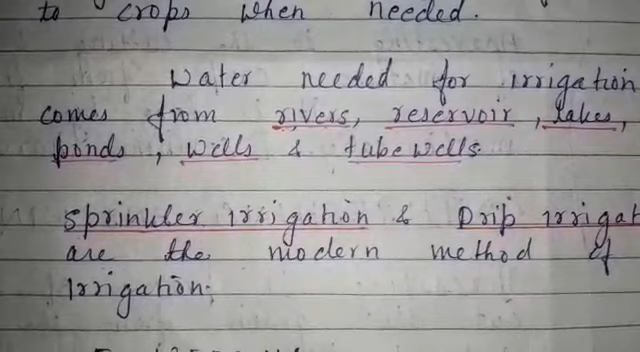 to crops when needed.
Water needed for irrigation
comes from rivers, reservoir, lakes,
ponds, wells & tubewells
Sprinkler irrigation & Drip irrigat
are the modern method of
Irrigation.